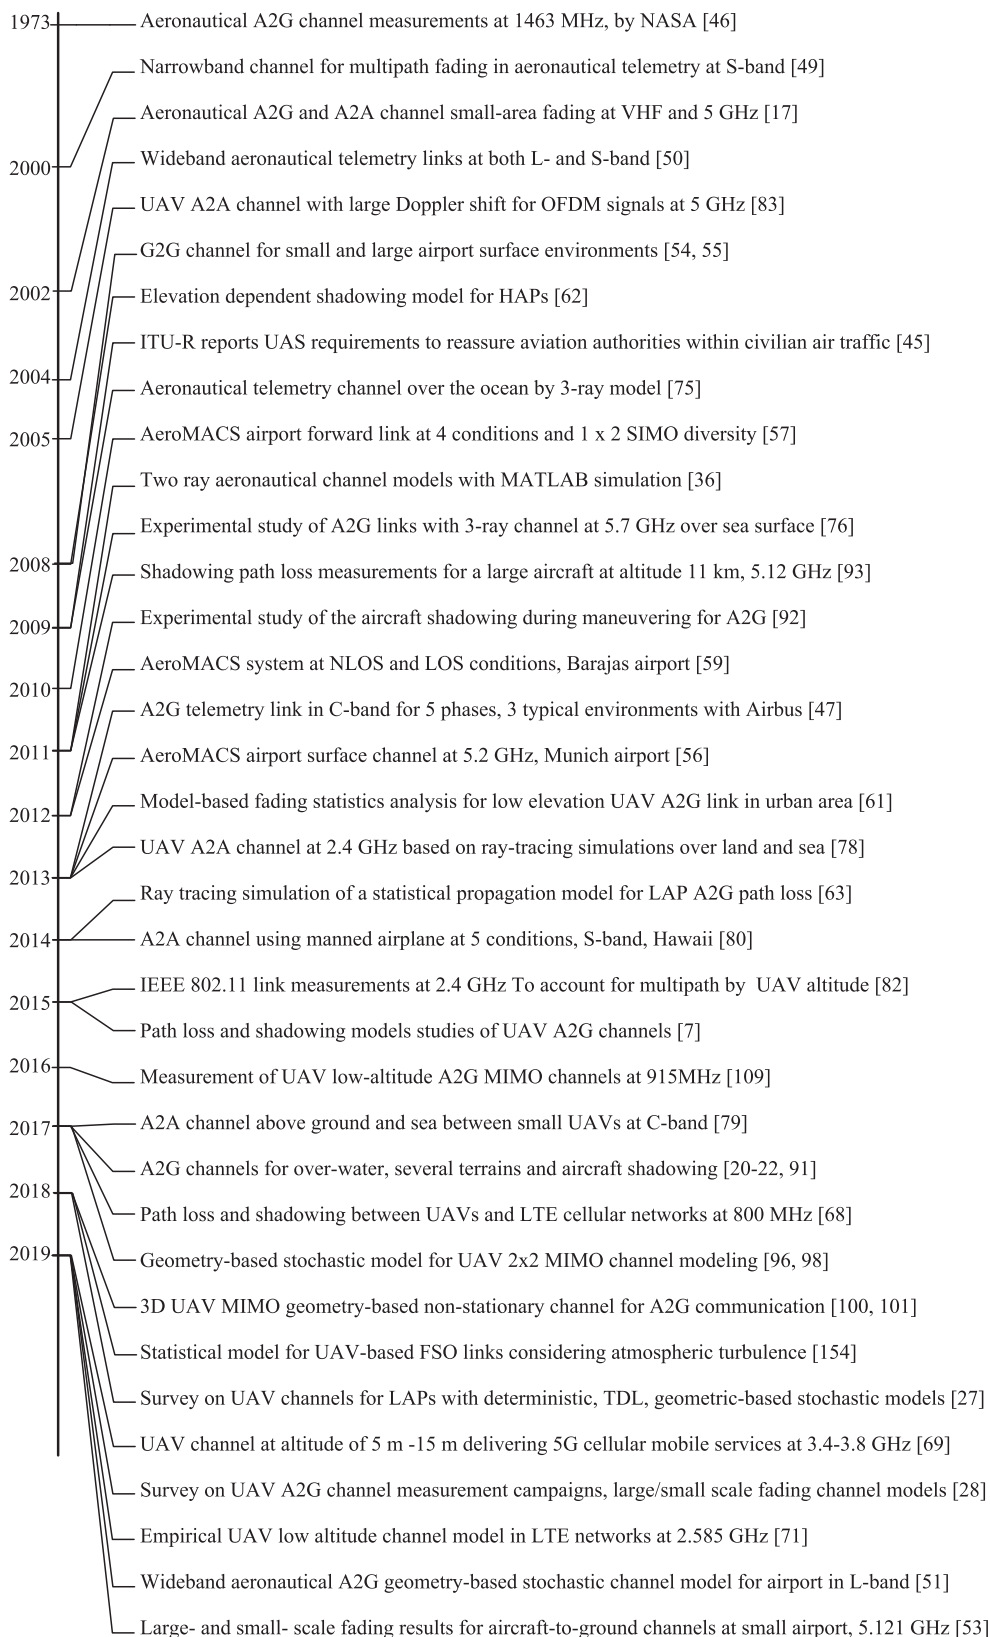 1973 Aeronautical A2G channel measurements at 1463 MHz, by NASA [46]
Narrowband channel for multipath fading in aeronautical telemetry at S-band [49]
Aeronautical A2G and A2A channel small-area fading at VHF and 5 GHz [17]
Wideband aeronautical telemetry links at both L- and S-band [50]
2000
UAV A2A channel with large Doppler shift for OFDM signals at 5 GHz [83]
G2G channel for small and large airport surface environments [54, 55]
2002
Elevation dependent shadowing model for HAPs [62]
ITU-R reports UAS requirements to reassure aviation authorities within civilian air traffic [45]
2004
Aeronautical telemetry channel over the ocean by 3-ray model [75]
2005
AeroMACS airport forward link at 4 conditions and 1 x 2 SIMO diversity [57]
Two ray aeronautical channel models with MATLAB simulation [36]
Experimental study of A2G links with 3-ray channel at 5.7 GHz over sea surface [76]
2008
Shadowing path loss measurements for a large aircraft at altitude 11 km, 5.12 GHz [93]
Experimental study of the aircraft shadowing during maneuvering for A2G [92]
2009
AeroMACS system at NLOS and LOS conditions, Barajas airport [59]
2010
A2G telemetry link in C-band for 5 phases, 3 typical environments with Airbus [47]
2011
AeroMACS airport surface channel at 5.2 GHz, Munich airport [56]
Model-based fading statistics analysis for low elevation UAV A2G link in urban area [61]
2012
UAV A2A channel at 2.4 GHz based on ray-tracing simulations over land and sea [78]
2013
Ray tracing simulation of a statistical propagation model for LAP A2G path loss [63]
2014
A2A channel using manned airplane at 5 conditions, S-band, Hawaii [80]
IEEE 802.11 link measurements at 2.4 GHz To account for multipath by UAV altitude [82]
2015
Path loss and shadowing models studies of UAV A2G channels [7]
2016
Measurement of UAV low-altitude A2G MIMO channels at 915MHz [109]
2017
A2A channel above ground and sea between small UAVs at C-band [79]
A2G channels for over-water, several terrains and aircraft shadowing [20-22, 91]
2018
Path loss and shadowing between UAVs and LTE cellular networks at 800 MHz [68]
2019
Geometry-based stochastic model for UAV 2x2 MIMO channel modeling [96, 98]
3D UAV MIMO geometry-based non-stationary channel for A2G communication [100, 101]
Statistical model for UAV-based FSO links considering atmospheric turbulence [154]
Survey on UAV channels for LAPs with deterministic, TDL, geometric-based stochastic models [27]
UAV channel at altitude of 5 m -15 m delivering 5G cellular mobile services at 3.4-3.8 GHz [69]
Survey on UAV A2G channel measurement campaigns, large/small scale fading channel models [28]
Empirical UAV low altitude channel model in LTE networks at 2.585 GHz [71]
Wideband aeronautical A2G geometry-based stochastic channel model for airport in L-band [51]
Large- and small- scale fading results for aircraft-to-ground channels at small airport, 5.121 GHz [53]